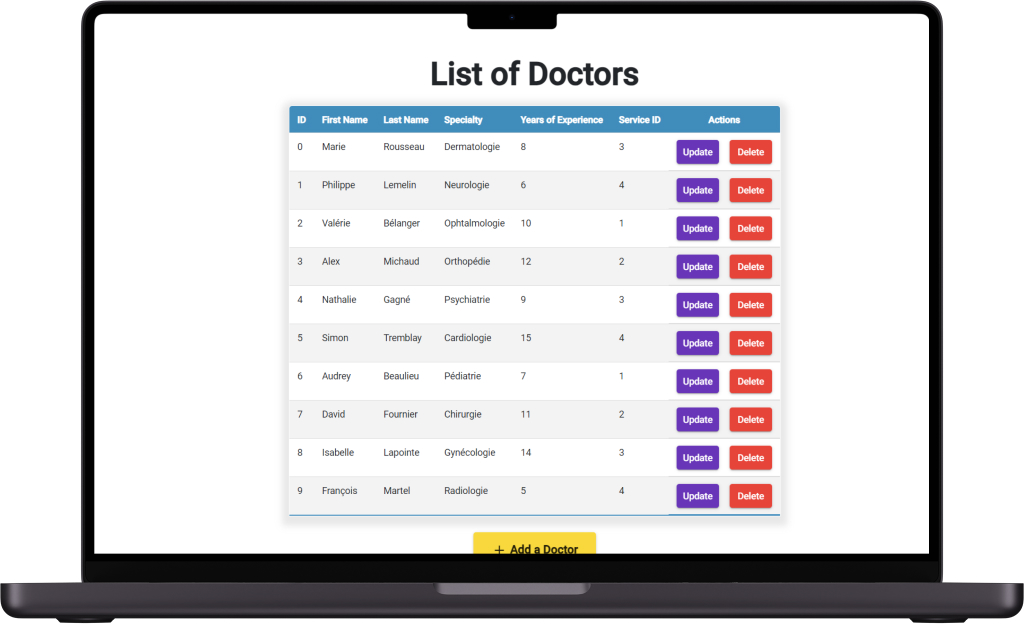 List of Doctors
ID First Name Last Name Specialty Years of Experience Service ID Actions
0 Marie Rousseau Dermatologie 8 3 Update Delete
1 Philippe Lemelin Neurologie 6 4 Update Delete
2 Valérie Bélanger Ophtalmologie 10 1 Update Delete
3 Alex Michaud Orthopédie 12 2 Update Delete
4 Nathalie Gagné Psychiatrie 9 3 Update Delete
5 Simon Tremblay Cardiologie 15 4 Update Delete
6 Audrey Beaulieu Pédiatrie 7 1 Update Delete
7 David Fournier Chirurgie 11 2 Update Delete
8 Isabelle Lapointe Gynécologie 14 3 Update Delete
9 François Martel Radiologie 5 4 Update Delete
+ Add a Doctor